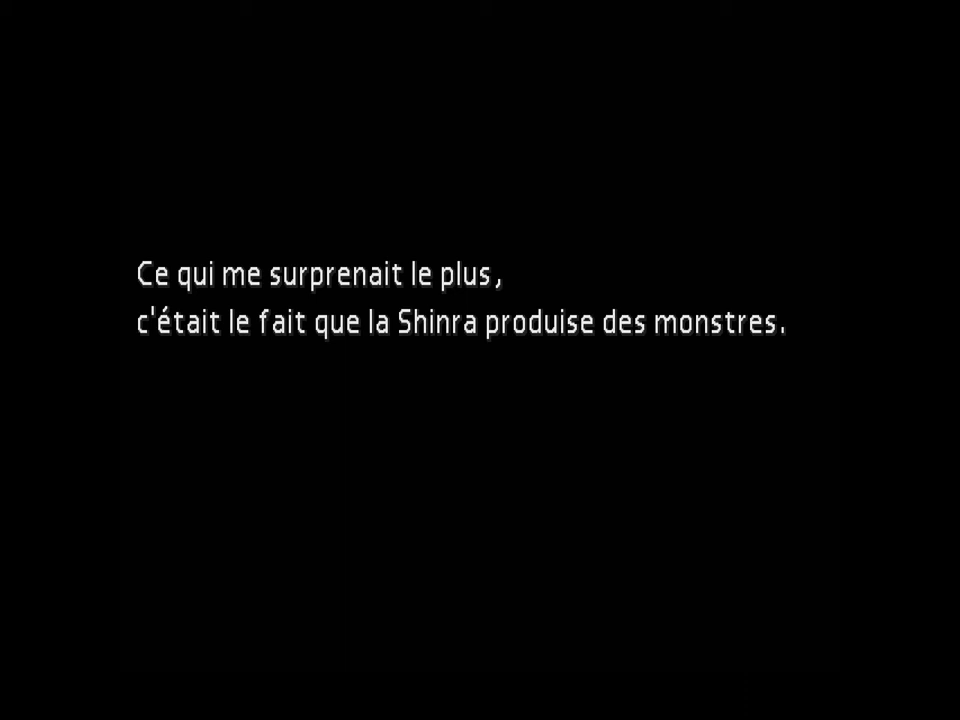 Ce qui me surprenait le plus,
c'était le fait que la Shinra produise des monstres.